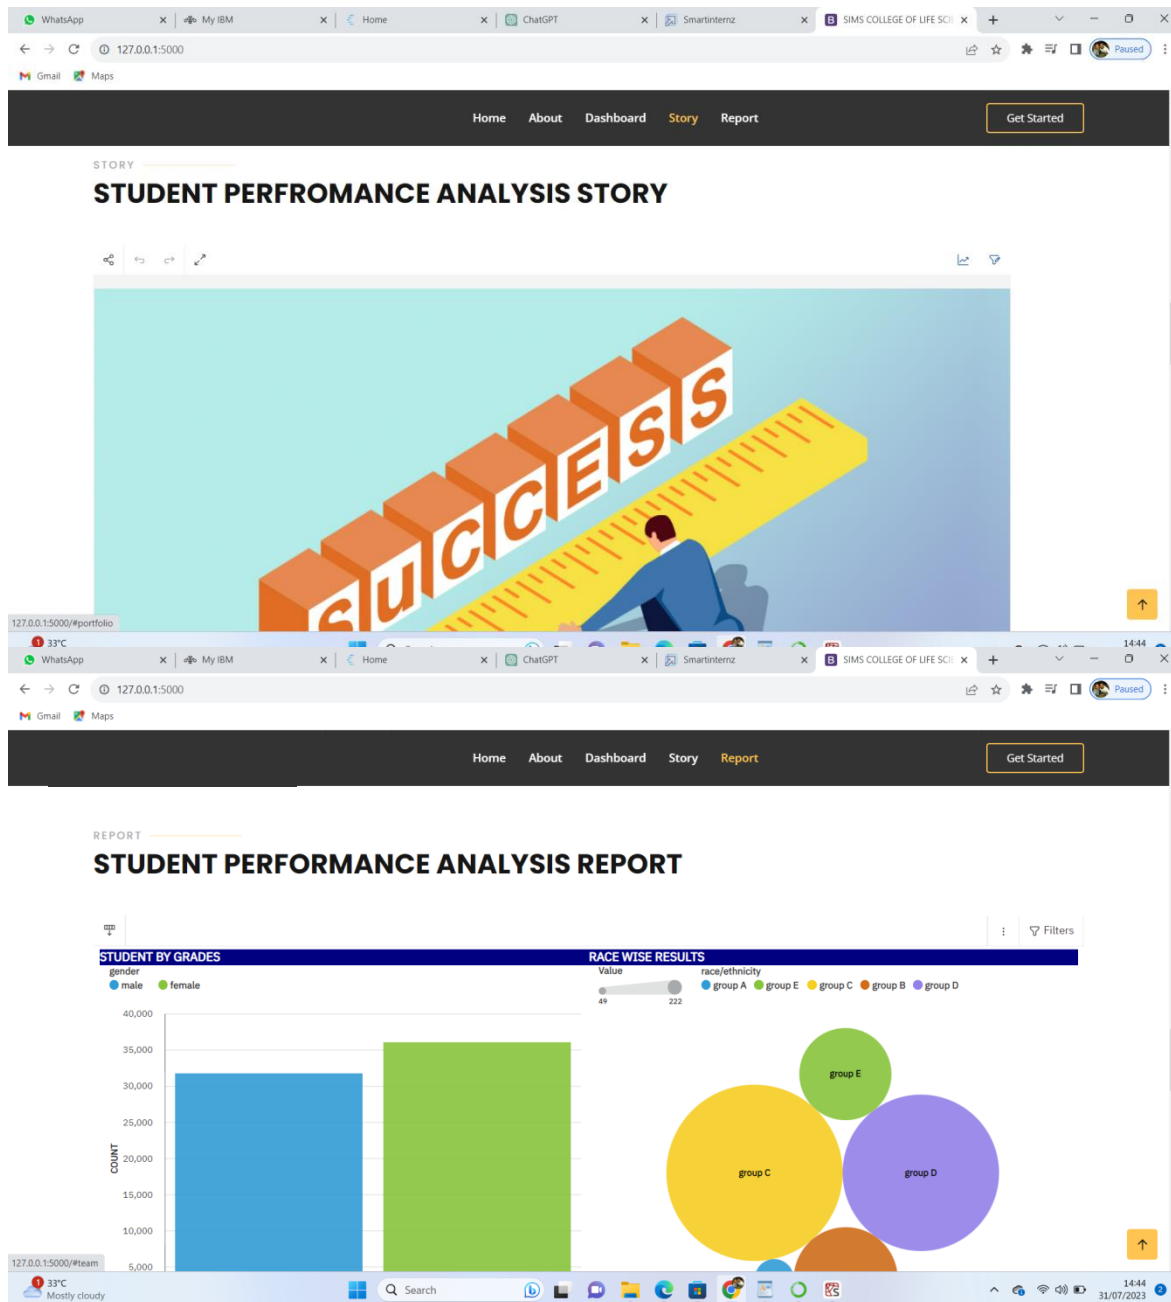 WhatsApp My IBM Home ChatGPT Smartinternz SIMS COLLEGE OF LIFE SCI
127.0.0.1:5000 Paused
Gmail Maps
Home About Dashboard Story Report Get Started
STORY
STUDENT PERFROMANCE ANALYSIS STORY
SuCCESS
127.0.0.1:5000/#portfolio
1 33°C 14:44 2
WhatsApp My IBM Home ChatGPT Smartinternz SIMS COLLEGE OF LIFE SCI
127.0.0.1:5000 Paused
Gmail Maps
Home About Dashboard Story Report Get Started
REPORT
STUDENT PERFORMANCE ANALYSIS REPORT
Filters
STUDENT BY GRADES RACE WISE RESULTS
gender Value race/ethnicity
male female group A group E group C group B group D
49 222
40,000
35,000
30,000
25,000
20,000
15,000
10,000
5,000
COUNT
group E
group C group D
127.0.0.1:5000/#team
1 33°C Search 14:44
Mostly cloudy 31/07/2023 2